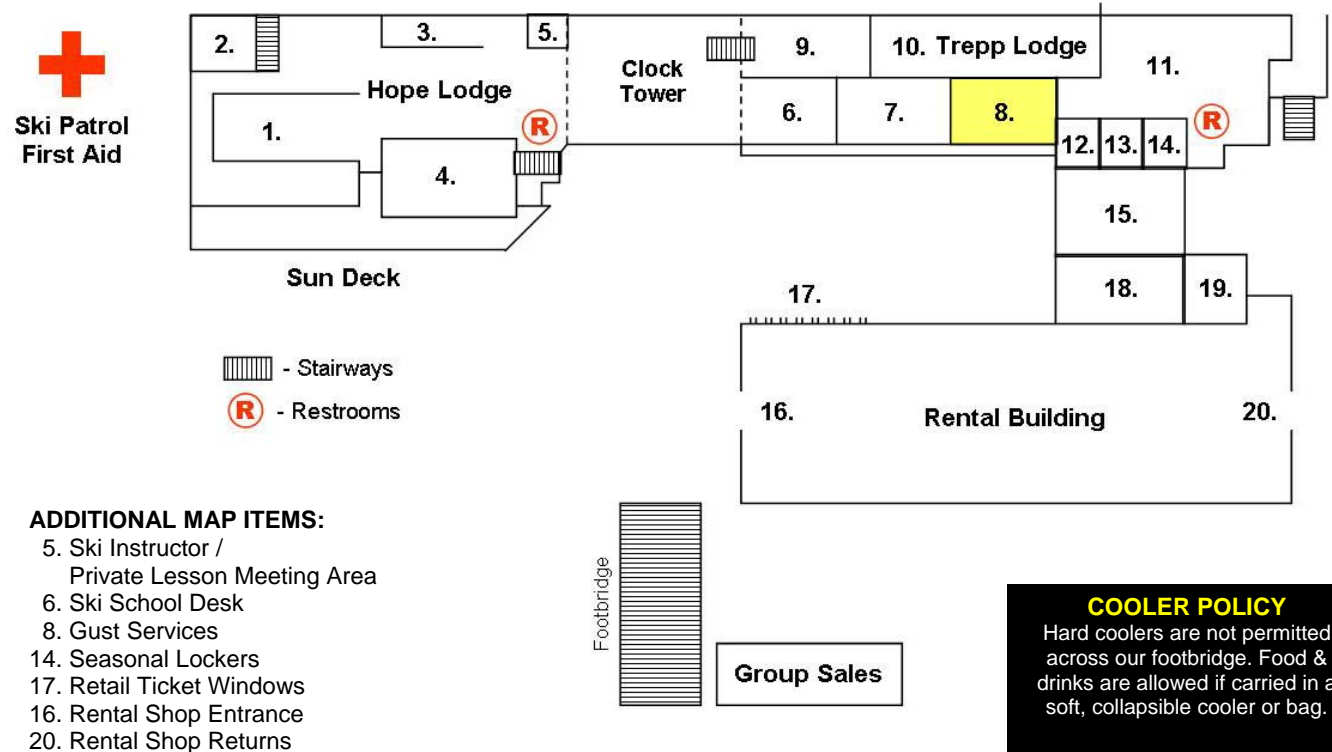 2.
3.
5.
9.
10. Trepp Lodge
11.
Clock
Tower
Hope Lodge
Ski Patrol
First Aid
1.
R
6.
7.
8.
R
4.
12.
13.
14.
15.
Sun Deck
17.
18.
19.
- Stairways
R - Restrooms
16.
Rental Building
20.
ADDITIONAL MAP ITEMS:
5. Ski Instructor /
Private Lesson Meeting Area
6. Ski School Desk
8. Gust Services
14. Seasonal Lockers
17. Retail Ticket Windows
16. Rental Shop Entrance
20. Rental Shop Returns
Footbridge
Group Sales
COOLER POLICY
Hard coolers are not permitted
across our footbridge. Food &
drinks are allowed if carried in a
soft, collapsible cooler or bag.